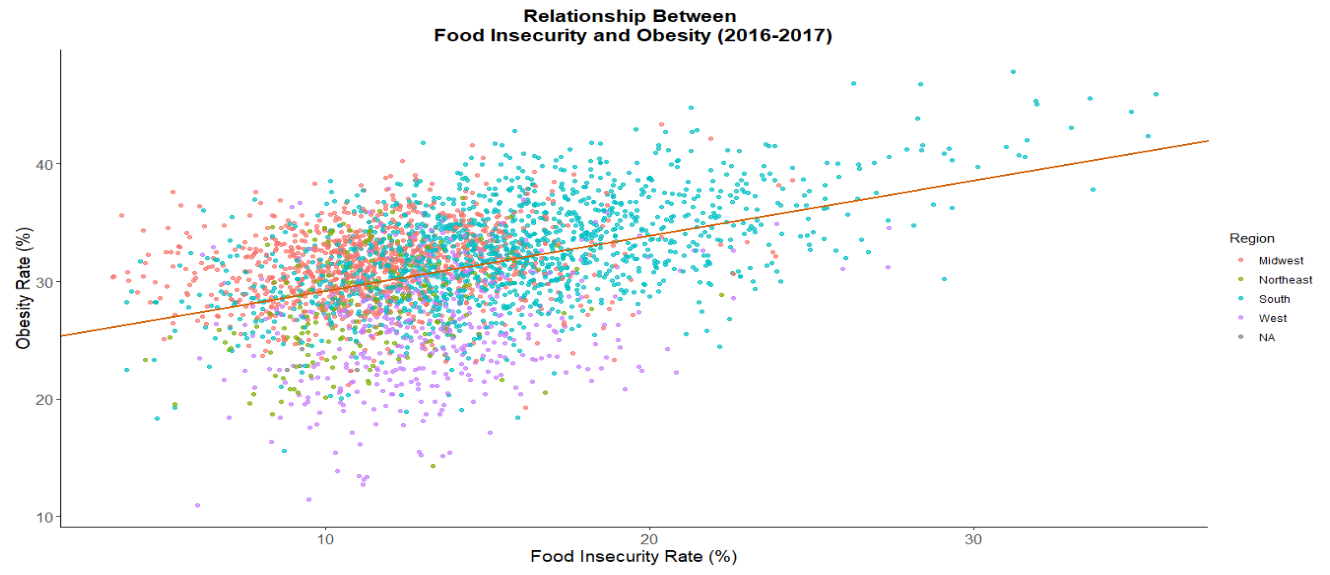 Relationship Between
Food Insecurity and Obesity (2016-2017)
Obesity Rate (%)
40
30
20
10
10
20
30
Food Insecurity Rate (%)
Region
Midwest
Northeast
South
West
NA